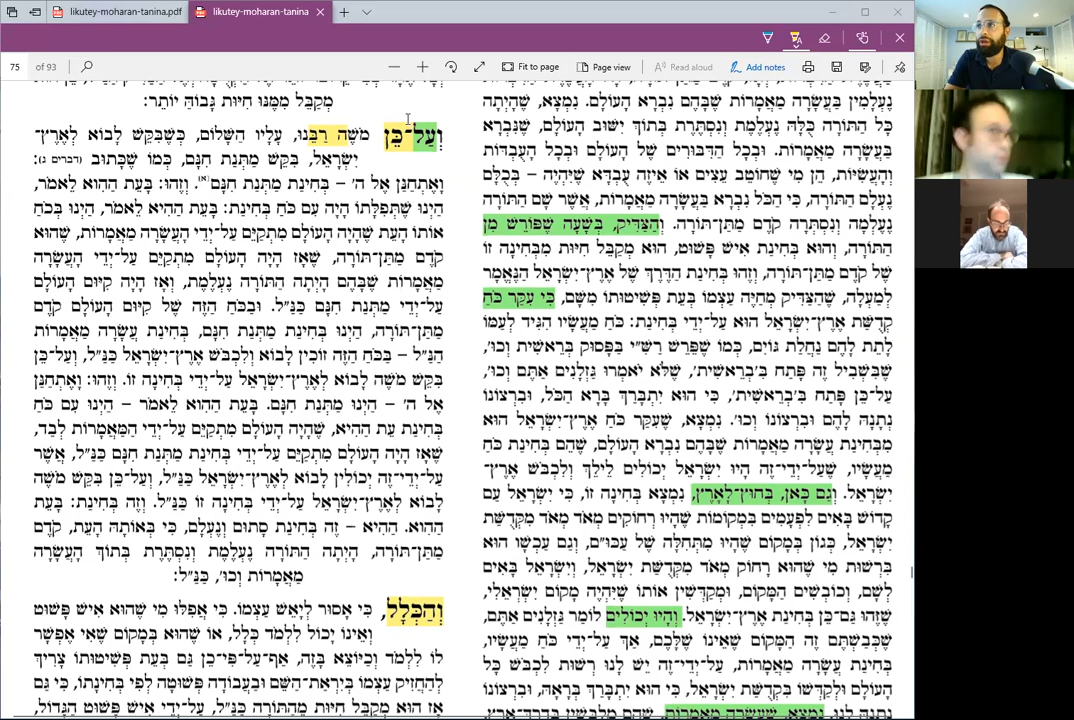 likutey-moharan-tanina.pdf
likutey-moharan-tanina
75 of 93
Fit to page
Page view
Read aloud
Add notes
נֶעְלָמִין בַּעֲשָׂרָה מַאֲמָרוֹת שֶׁבָּהֶם נִבְרָא הָעוֹלָם. נִמְצָא, שֶׁהָיְתָה
כָּל הַתּוֹרָה כֻּלָּהּ נֶעְלֶמֶת וְנִסְתֶּרֶת בְּתוֹךְ יִשּׁוּב הָעוֹלָם, שֶׁנִּבְרָא
בַּעֲשָׂרָה מַאֲמָרוֹת. וּבְכָל הַדִּבּוּרִים שֶׁל הָעוֹלָם וּבְכָל הָעֻבְדּוֹת
וְהָעֲשִׂיּוֹת, הֵן מִי שֶׁחוֹטֵב עֵצִים אוֹ אֵיזֶה עֻבְדָּא שֶׁיִּהְיֶה – בְּכֻלָּם
נֶעְלָם הַתּוֹרָה, כִּי הַכֹּל נִבְרָא בַּעֲשָׂרָה מַאֲמָרוֹת, אֲשֶׁר שָׁם הַתּוֹרָה
נֶעְלְמָה וְנִסְתְּרָה קֹדֶם מַתַּן־תּוֹרָה. וְהַצַּדִּיק, בְּשָׁעָה שֶׁפּוֹרֵשׁ מִן
הַתּוֹרָה, וְהוּא בְּחִינַת אִישׁ פָּשׁוּט, הוּא מְקַבֵּל חִיּוּת מִבְּחִינָה זוֹ
שֶׁל קֹדֶם מַתַּן־תּוֹרָה, וְזֶהוּ בְּחִינַת הַדֶּרֶךְ שֶׁל אֶרֶץ־יִשְׂרָאֵל הַנֶּאֱמָר
לְמַעְלָה, שֶׁהַצַּדִּיק מְחַיֶּה עַצְמוֹ בְּעֵת פְּשִׁיטוּתוֹ מִשָּׁם, כִּי עִקַּר כֹּחַ
קְדֻשַּׁת אֶרֶץ־יִשְׂרָאֵל הוּא עַל־יְדֵי בְּחִינַת: כֹּחַ מַעֲשָׂיו הִגִּיד לְעַמּוֹ
לָתֵת לָהֶם נַחֲלַת גּוֹיִם, כְּמוֹ שֶׁפֵּרֵשׁ רַשִׁ"י בַּפָּסוּק בְּרֵאשִׁית וְכוּ',
שֶׁבִּשְׁבִיל זֶה פָּתַח בִּ'בְרֵאשִׁית', שֶׁלֹּא יֹאמְרוּ גַּזְלָנִים אַתֶּם וְכוּ',
עַל־כֵּן פָּתַח בִּ'בְרֵאשִׁית', כִּי הוּא יִתְבָּרַךְ בָּרָא הַכֹּל, וּבִרְצוֹנוֹ
נְתָנָהּ לָהֶם וּבִרְצוֹנוֹ וְכוּ'. נִמְצָא, שֶׁעִקַּר כֹּחַ אֶרֶץ־יִשְׂרָאֵל הוּא
מִבְּחִינַת עֲשָׂרָה מַאֲמָרוֹת שֶׁבָּהֶם נִבְרָא הָעוֹלָם, שֶׁהֵם בְּחִינַת כֹּחַ
מַעֲשָׂיו, שֶׁעַל־יְדֵי־זֶה הָיוּ יִשְׂרָאֵל יְכוֹלִים לֵילֵךְ וְלִכְבֹּשׁ אֶרֶץ־
יִשְׂרָאֵל. וְגַם כָּאן, בְּחוּץ־לָאָרֶץ, נִמְצָא בְּחִינָה זוֹ, כִּי יִשְׂרָאֵל עַם
קָדוֹשׁ בָּאִים לִפְעָמִים בִּמְקוֹמוֹת שֶׁהָיוּ רְחוֹקִים מְאֹד מְאֹד מִקְּדֻשַּׁת
יִשְׂרָאֵל, כְּגוֹן בְּמָקוֹם שֶׁהָיוּ מִתְּחִלָּה שֶׁל עַכּוּ"ם, וְגַם עַכְשָׁו הוּא
בִּרְשׁוּת מִי שֶׁהוּא רָחוֹק מְאֹד מִקְּדֻשַּׁת יִשְׂרָאֵל, וְיִשְׂרָאֵל בָּאִים
לְשָׁם, וְכוֹבְשִׁים הַמָּקוֹם, וּמְקַדְּשִׁין אוֹתוֹ שֶׁיִּהְיֶה מְקוֹם יִשְׂרְאֵלִי,
שֶׁזֶּהוּ גַּם־כֵּן בְּחִינַת אֶרֶץ־יִשְׂרָאֵל. וְהָיוּ יְכוֹלִים לוֹמַר גַּזְלָנִים אַתֶּם,
שֶׁכְּבַשְׁתֶּם זֶה הַמָּקוֹם שֶׁאֵינוֹ שֶׁלָּכֶם, אַךְ עַל־יְדֵי כֹּחַ מַעֲשָׂיו,
בְּחִינַת עֲשָׂרָה מַאֲמָרוֹת, עַל־יְדֵי־זֶה יֵשׁ לָנוּ רְשׁוּת לִכְבֹּשׁ כָּל
הָעוֹלָם וּלְקַדְּשׁוֹ בִּקְדֻשַּׁת יִשְׂרָאֵל, כִּי הוּא יִתְבָּרַךְ בְּרָאָהּ, וּבִרְצוֹנוֹ
מְקַבֵּל מִמֶּנּוּ חִיּוּת גָּבוֹהַּ יוֹתֵר:
וְעַל־כֵּן מֹשֶׁה רַבֵּנוּ, עָלָיו הַשָּׁלוֹם, כְּשֶׁבִּקֵּשׁ לָבוֹא לְאֶרֶץ־
יִשְׂרָאֵל, בִּקֵּשׁ מַתְּנַת חִנָּם, כְּמוֹ שֶׁכָּתוּב (דברים ג):
וָאֶתְחַנַּן אֶל ה' – בְּחִינַת מַתְּנַת חִנָּם[א]. וְזֶהוּ: בָּעֵת הַהוּא לֵאמֹר,
הַיְנוּ שֶׁתְּפִלָּתוֹ הָיָה עִם כֹּחַ בְּחִינַת: בָּעֵת הַהִיא לֵאמֹר, הַיְנוּ בְּכֹחַ
אוֹתוֹ הָעֵת שֶׁהָיָה הָעוֹלָם מִתְקַיֵּם עַל־יְדֵי הָעֲשָׂרָה מַאֲמָרוֹת, שֶׁהוּא
קֹדֶם מַתַּן־תּוֹרָה, שֶׁאָז הָיָה הָעוֹלָם מִתְקַיֵּם עַל־יְדֵי הָעֲשָׂרָה
מַאֲמָרוֹת שֶׁבָּהֶם הָיְתָה הַתּוֹרָה נֶעְלֶמֶת, וְאָז הָיָה קִיּוּם הָעוֹלָם
עַל־יְדֵי מַתְּנַת חִנָּם כַּנַּ"ל. וּבְכֹחַ הַזֶּה שֶׁל קִיּוּם הָעוֹלָם קֹדֶם
מַתַּן־תּוֹרָה, הַיְנוּ בְּחִינַת מַתְּנַת חִנָּם, בְּחִינַת עֲשָׂרָה מַאֲמָרוֹת
הַנַּ"ל – בְּכֹחַ הַזֶּה זוֹכִין לָבוֹא וְלִכְבֹּשׁ אֶרֶץ־יִשְׂרָאֵל כַּנַּ"ל, וְעַל־כֵּן
בִּקֵּשׁ מֹשֶׁה לָבוֹא לְאֶרֶץ־יִשְׂרָאֵל עַל־יְדֵי בְּחִינָה זוֹ. וְזֶהוּ: וָאֶתְחַנַּן
אֶל ה' – הַיְנוּ מַתְּנַת חִנָּם. בָּעֵת הַהוּא לֵאמֹר – הַיְנוּ עִם כֹּחַ
בְּחִינַת עֵת הַהִיא, שֶׁהָיָה הָעוֹלָם מִתְקַיֵּם עַל־יְדֵי הַמַּאֲמָרוֹת לְבַד,
שֶׁאָז הָיָה הָעוֹלָם מִתְקַיֵּם עַל־יְדֵי בְּחִינַת מַתְּנַת חִנָּם כַּנַּ"ל, אֲשֶׁר
עַל־יְדֵי־זֶה יְכוֹלִין לָבוֹא לְאֶרֶץ־יִשְׂרָאֵל כַּנַּ"ל, וְעַל־כֵּן בִּקֵּשׁ מֹשֶׁה
לָבוֹא לְאֶרֶץ־יִשְׂרָאֵל עַל־יְדֵי בְּחִינָה זוֹ כַּנַּ"ל. וְזֶה בְּחִינַת: בָּעֵת
הַהוּא. הַהִיא – זֶה בְּחִינַת סָתוּם וְנֶעְלָם, כִּי בְּאוֹתָהּ הָעֵת, קֹדֶם
מַתַּן־תּוֹרָה, הָיְתָה הַתּוֹרָה נֶעְלֶמֶת וְנִסְתֶּרֶת בְּתוֹךְ הָעֲשָׂרָה
מַאֲמָרוֹת וְכוּ', כַּנַּ"ל:
וְהַכְּלָל, כִּי אָסוּר לְיָאֵשׁ עַצְמוֹ. כִּי אֲפִלּוּ מִי שֶׁהוּא אִישׁ פָּשׁוּט
וְאֵינוֹ יָכוֹל לִלְמֹד כְּלָל, אוֹ שֶׁהוּא בְּמָקוֹם שֶׁאִי אֶפְשָׁר
לוֹ לִלְמֹד וְכַיּוֹצֵא בָּזֶה, אַף־עַל־פִּי־כֵן גַּם בְּעֵת פְּשִׁיטוּתוֹ צָרִיךְ
לְהַחֲזִיק עַצְמוֹ בְּיִרְאַת־הַשֵּׁם וּבַעֲבוֹדָה פְּשׁוּטָה לְפִי בְּחִינָתוֹ, כִּי גַּם
אָז הוּא מְקַבֵּל חִיּוּת מֵהַתּוֹרָה כַּנַּ"ל, עַל־יְדֵי אִישׁ פָּשׁוּט הַגָּדוֹל,